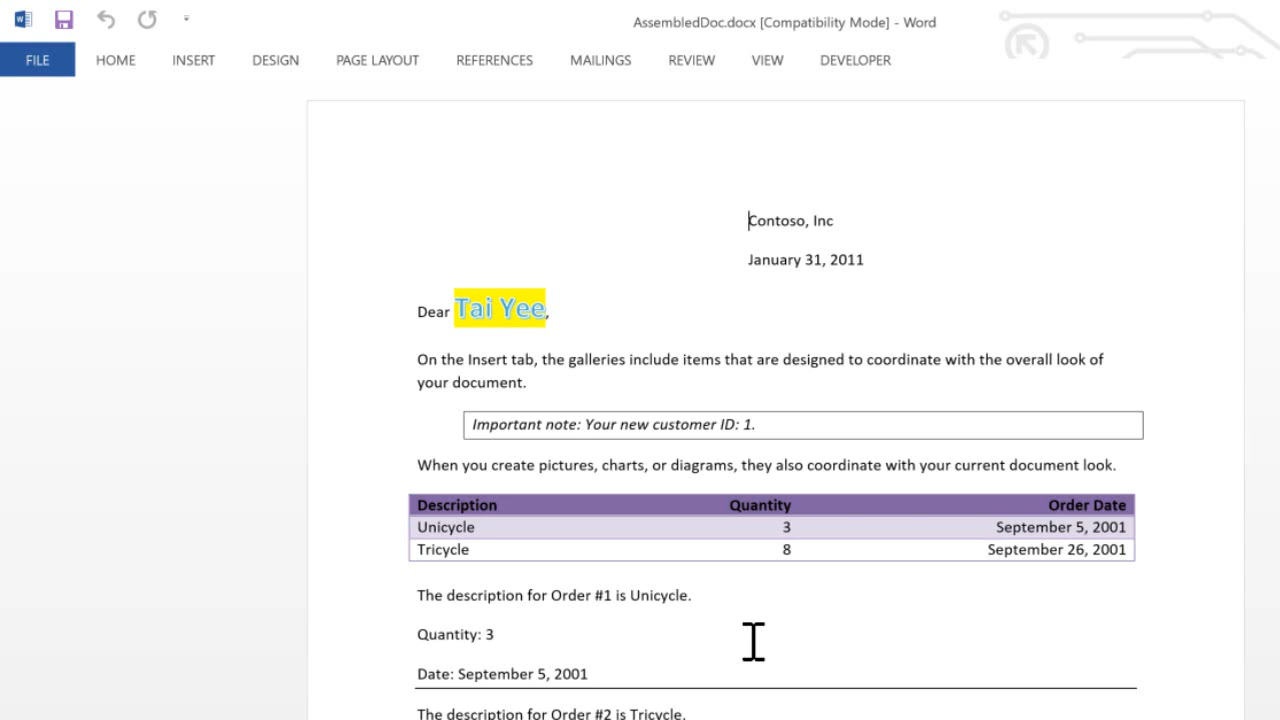 AssembledDoc.docx [Compatibility Mode] - Word
FILE HOME INSERT DESIGN PAGE LAYOUT REFERENCES MAILINGS REVIEW VIEW DEVELOPER
Contoso, Inc
January 31, 2011
Dear Tai Yee,
On the Insert tab, the galleries include items that are designed to coordinate with the overall look of
your document.
Important note: Your new customer ID: 1.
When you create pictures, charts, or diagrams, they also coordinate with your current document look.
Description Quantity Order Date
Unicycle 3 September 5, 2001
Tricycle 8 September 26, 2001
The description for Order #1 is Unicycle.
Quantity: 3
Date: September 5, 2001
The description for Order #2 is Tricycle.